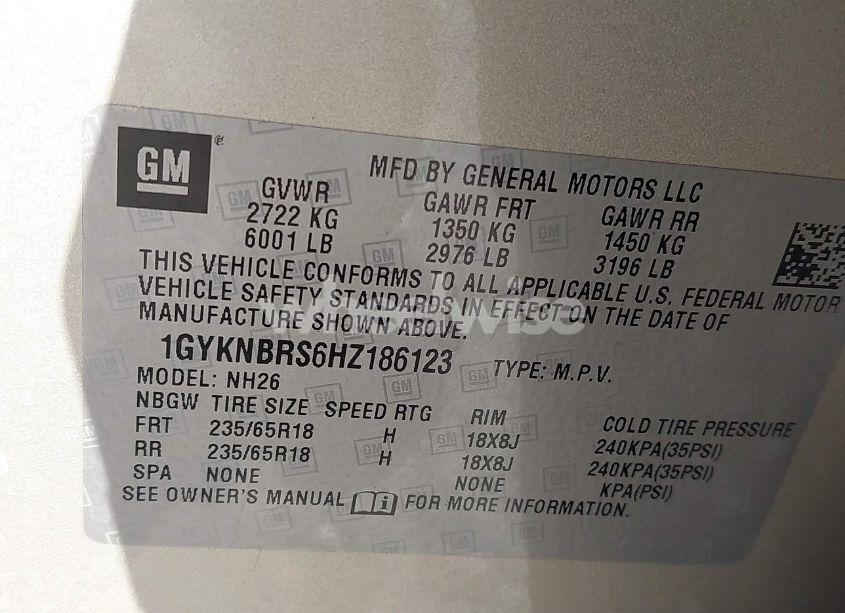 GM ®
MFD BY GENERAL MOTORS LLC
GVWR GAWR FRT GAWR RR
2722 KG 1350 KG 1450 KG
6001 LB 2976 LB 3196 LB
THIS VEHICLE CONFORMS TO ALL APPLICABLE U.S. FEDERAL MOTOR
VEHICLE SAFETY STANDARDS IN EFFECT ON THE DATE OF
MANUFACTURE SHOWN ABOVE.
1GYKNBRS6HZ186123 TYPE: M.P.V.
MODEL: NH26
NBGW TIRE SIZE SPEED RTG RIM COLD TIRE PRESSURE
FRT 235/65R18 H 18X8J 240KPA(35PSI)
RR 235/65R18 H 18X8J 240KPA(35PSI)
SPA NONE NONE KPA(PSI)
SEE OWNER'S MANUAL i FOR MORE INFORMATION.